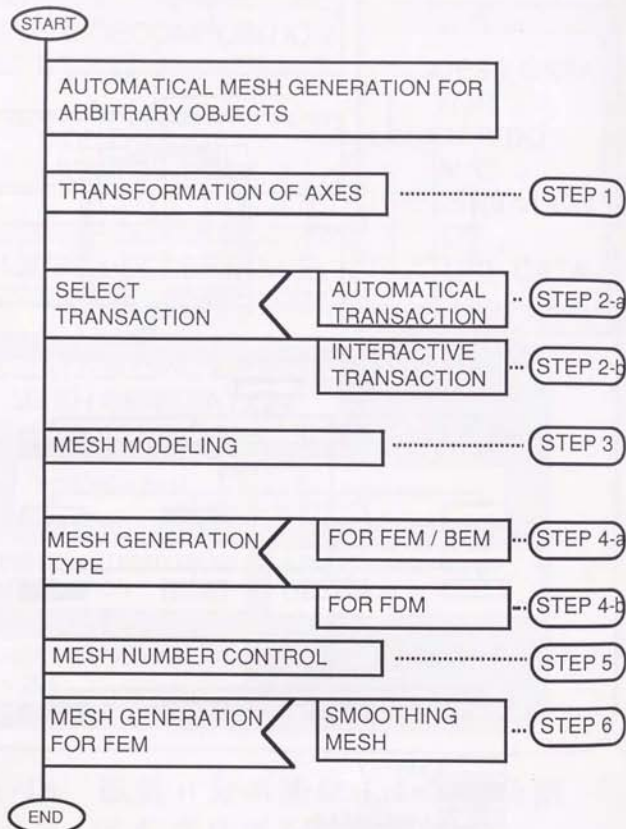 START
AUTOMATICAL MESH GENERATION FOR
ARBITRARY OBJECTS
TRANSFORMATION OF AXES
STEP 1
SELECT
TRANSACTION
AUTOMATICAL
TRANSACTION
STEP 2-a
INTERACTIVE
TRANSACTION
STEP 2-b
MESH MODELING
STEP 3
MESH GENERATION
TYPE
FOR FEM / BEM
STEP 4-a
FOR FDM
STEP 4-b
MESH NUMBER CONTROL
STEP 5
MESH GENERATION
FOR FEM
SMOOTHING
MESH
STEP 6
END